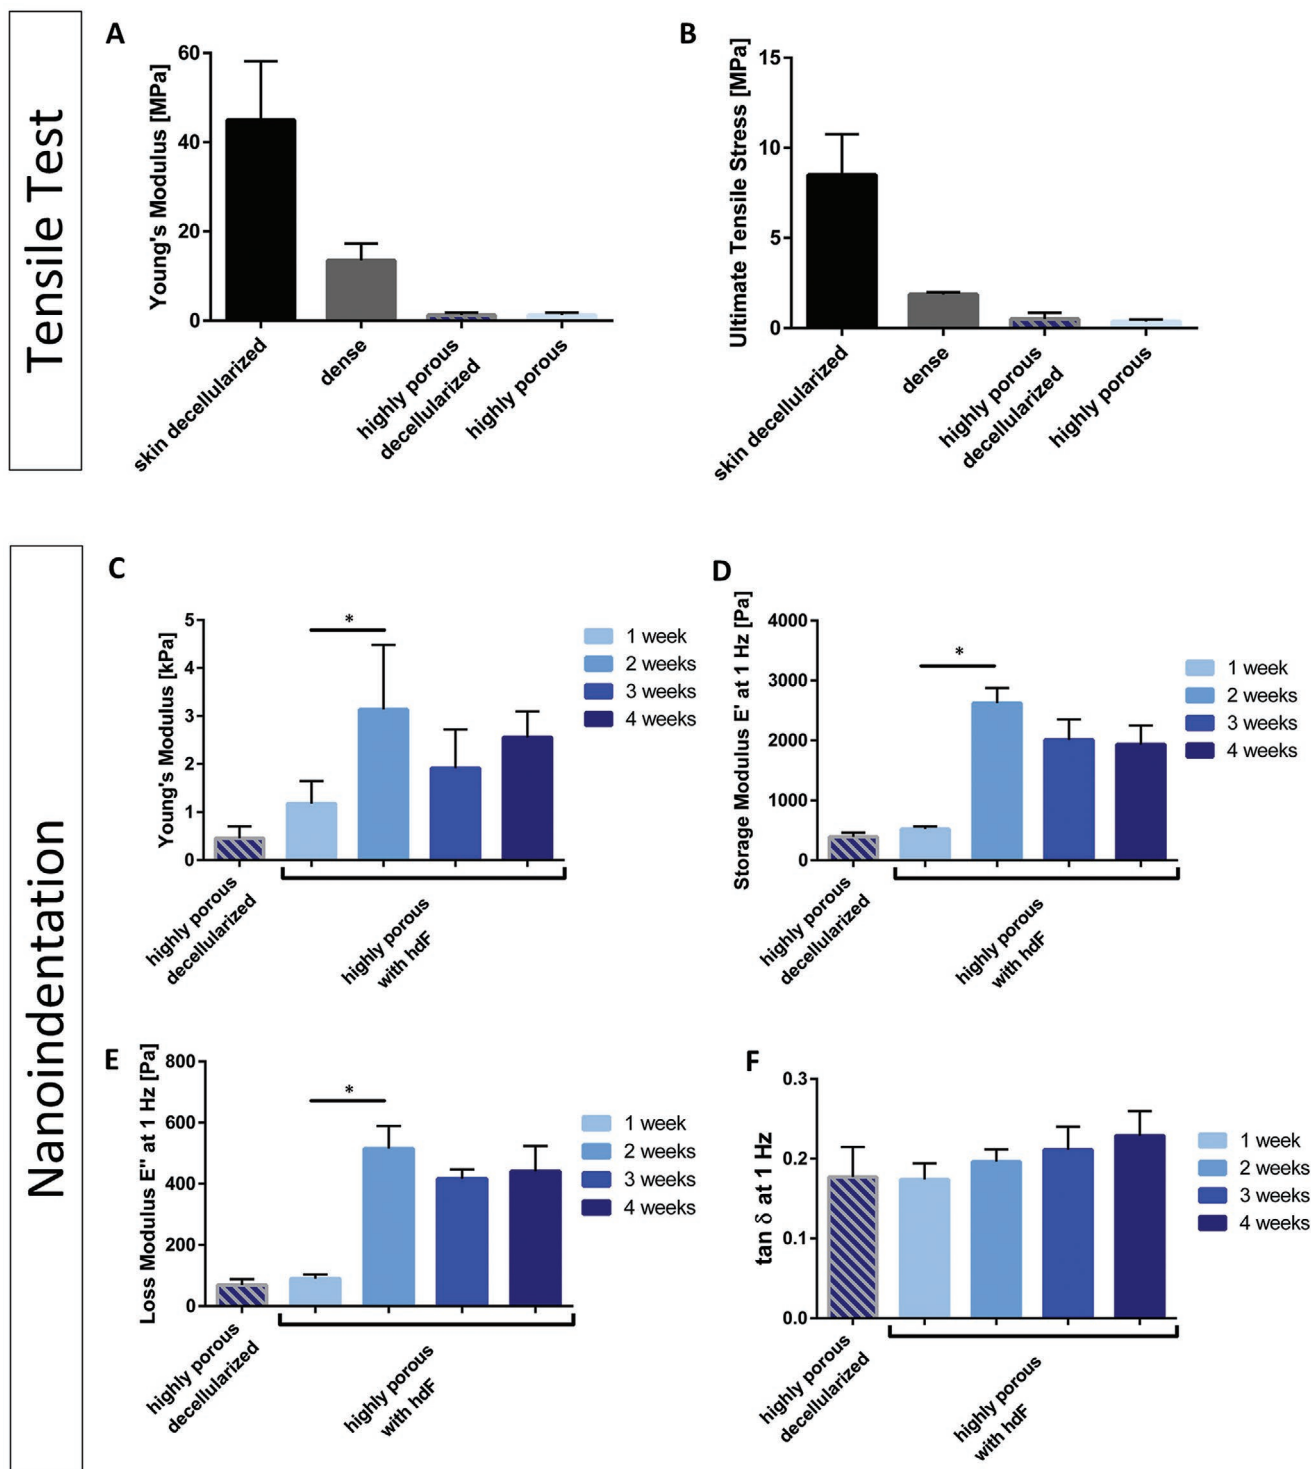 Tensile Test
A
Young's Modulus [MPa]
60
40
20
0
skin decellularized
dense
highly porous
decellularized
highly porous
B
Ultimate Tensile Stress [MPa]
15
10
5
0
skin decellularized
dense
highly porous
decellularized
highly porous
Nanoindentation
C
Young's Modulus [kPa]
5
4
3
2
1
0
*
1 week
2 weeks
3 weeks
4 weeks
highly porous
decellularized
highly porous
with hdF
D
Storage Modulus E' at 1 Hz [Pa]
4000
3000
2000
1000
0
*
1 week
2 weeks
3 weeks
4 weeks
highly porous
decellularized
highly porous
with hdF
E
Loss Modulus E" at 1 Hz [Pa]
800
600
400
200
0
*
1 week
2 weeks
3 weeks
4 weeks
highly porous
decellularized
highly porous
with hdF
F
tan δ at 1 Hz
0.3
0.2
0.1
0.0
1 week
2 weeks
3 weeks
4 weeks
highly porous
decellularized
highly porous
with hdF